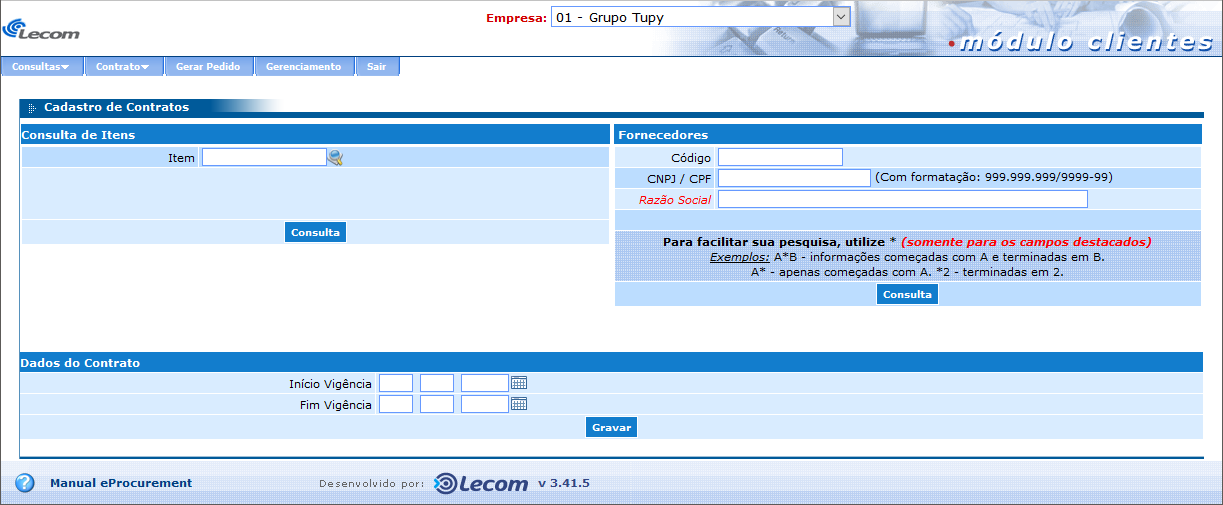 Lecom
Empresa: 01 - Grupo Tupy
módulo clientes
Consultas Contrato Gerar Pedido Gerenciamento Sair
Cadastro de Contratos
Consulta de Itens
Item
Consulta
Fornecedores
Código
CNPJ / CPF (Com formatação: 999.999.999/9999-99)
Razão Social
Para facilitar sua pesquisa, utilize * (somente para os campos destacados)
Exemplos: A*B - informações começadas com A e terminadas em B.
A* - apenas começadas com A. *2 - terminadas em 2.
Consulta
Dados do Contrato
Início Vigência
Fim Vigência
Gravar
Manual eProcurement Desenvolvido por: Lecom v 3.41.5